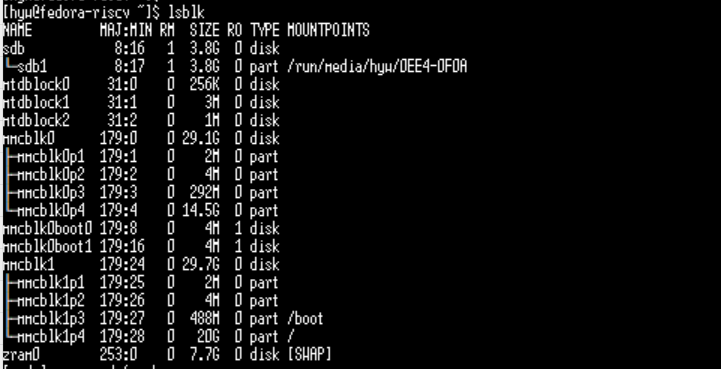 [hyw@fedora-riscv ~]$ lsblk
NAME         MAJ:MIN RM  SIZE RO TYPE MOUNTPOINTS
sdb            8:16   1  3.8G  0 disk
└─sdb1         8:17   1  3.8G  0 part /run/media/hyw/0EE4-0F0A
mtdblock0     31:0    0  256K  0 disk
mtdblock1     31:1    0    3M  0 disk
mtdblock2     31:2    0    1M  0 disk
mmcblk0      179:0    0 29.1G  0 disk
├─mmcblk0p1  179:1    0    2M  0 part
├─mmcblk0p2  179:2    0    4M  0 part
├─mmcblk0p3  179:3    0  292M  0 part
└─mmcblk0p4  179:4    0 14.5G  0 part
mmcblk0boot0 179:8    0    4M  1 disk
mmcblk0boot1 179:16   0    4M  1 disk
mmcblk1      179:24   0 29.7G  0 disk
├─mmcblk1p1  179:25   0    2M  0 part
├─mmcblk1p2  179:26   0    4M  0 part
├─mmcblk1p3  179:27   0  488M  0 part /boot
└─mmcblk1p4  179:28   0   20G  0 part /
zram0        253:0    0  7.7G  0 disk [SWAP]